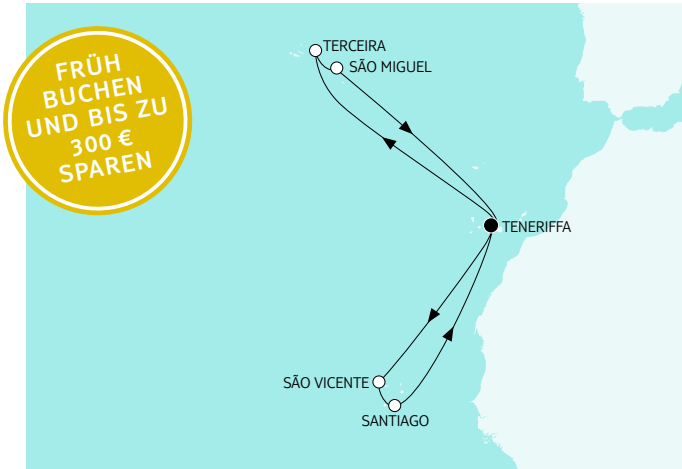 FRÜH
BUCHEN
UND BIS ZU
300 €
SPAREN
TERCEIRA
SÃO MIGUEL
TENERIFFA
SÃO VICENTE
SANTIAGO